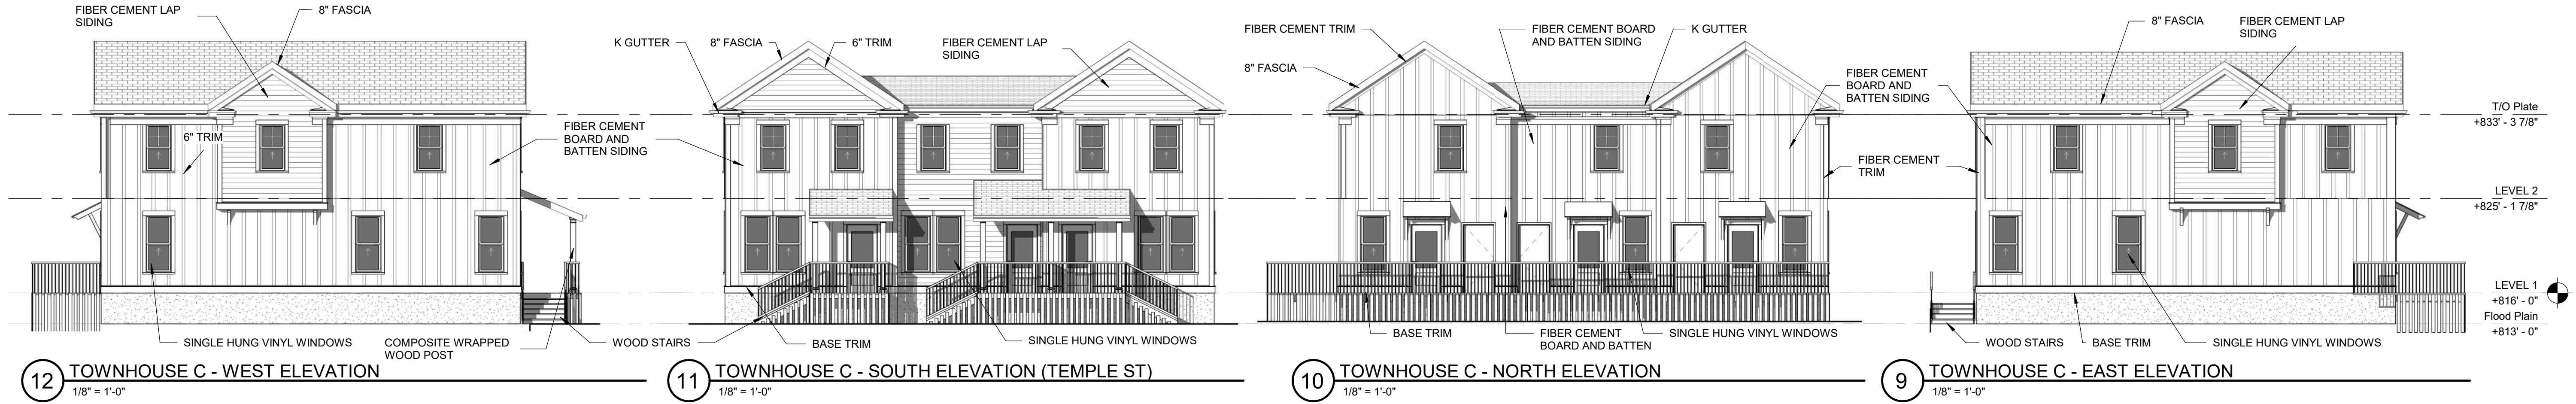 FIBER CEMENT LAP
SIDING
8" FASCIA
6" TRIM
FIBER CEMENT
BOARD AND
BATTEN SIDING
SINGLE HUNG VINYL WINDOWS
COMPOSITE WRAPPED
WOOD POST
WOOD STAIRS
12
TOWNHOUSE C - WEST ELEVATION
1/8" = 1'-0"
K GUTTER
8" FASCIA
6" TRIM
FIBER CEMENT LAP
SIDING
BASE TRIM
SINGLE HUNG VINYL WINDOWS
11
TOWNHOUSE C - SOUTH ELEVATION (TEMPLE ST)
1/8" = 1'-0"
FIBER CEMENT TRIM
8" FASCIA
FIBER CEMENT BOARD
AND BATTEN SIDING
K GUTTER
FIBER CEMENT
BOARD AND
BATTEN SIDING
FIBER CEMENT
TRIM
BASE TRIM
FIBER CEMENT
BOARD AND BATTEN
SINGLE HUNG VINYL WINDOWS
10
TOWNHOUSE C - NORTH ELEVATION
1/8" = 1'-0"
8" FASCIA
FIBER CEMENT LAP
SIDING
T/O Plate
+833' - 3 7/8"
LEVEL 2
+825' - 1 7/8"
LEVEL 1
+816' - 0"
Flood Plain
+813' - 0"
WOOD STAIRS
BASE TRIM
SINGLE HUNG VINYL WINDOWS
9
TOWNHOUSE C - EAST ELEVATION
1/8" = 1'-0"